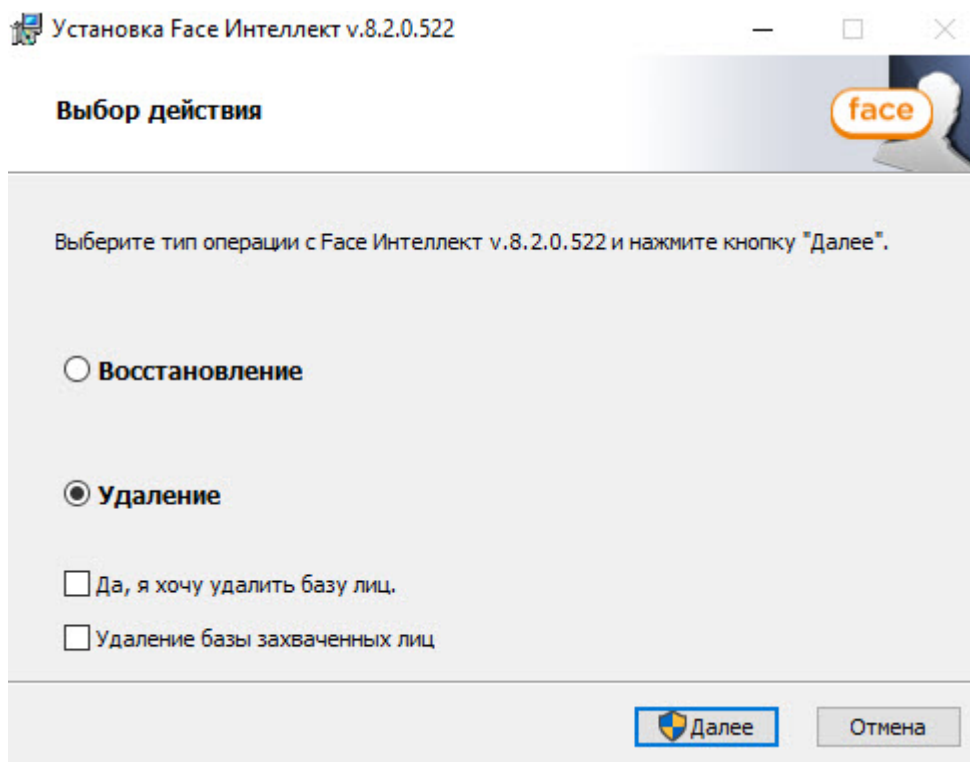 Установка Face Интеллект v.8.2.0.522
Выбор действия
face
Выберите тип операции с Face Интеллект v.8.2.0.522 и нажмите кнопку "Далее".
Восстановление
Удаление
Да, я хочу удалить базу лиц.
Удаление базы захваченных лиц
Далее
Отмена